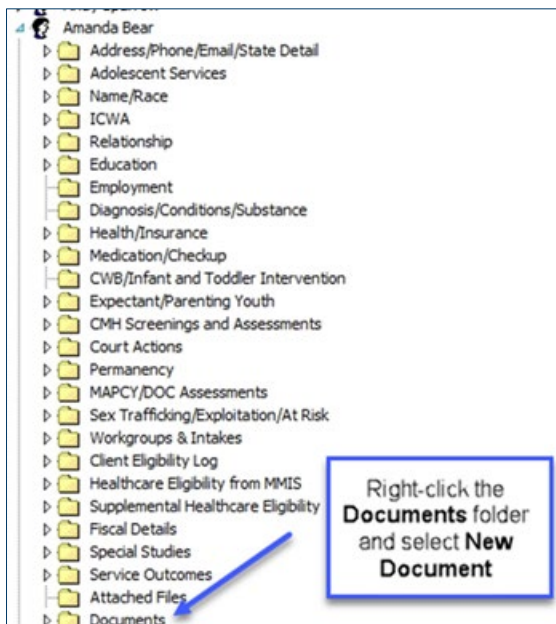 Amanda Bear
Address/Phone/Email/State Detail
Adolescent Services
Name/Race
ICWA
Relationship
Education
Employment
Diagnosis/Conditions/Substance
Health/Insurance
Medication/Checkup
CWB/Infant and Toddler Intervention
Expectant/Parenting Youth
CMH Screenings and Assessments
Court Actions
Permanency
MAPCY/DOC Assessments
Sex Trafficking/Exploitation/At Risk
Workgroups & Intakes
Client Eligibility Log
Healthcare Eligibility from MMIS
Supplemental Healthcare Eligibility
Fiscal Details
Special Studies
Service Outcomes
Attached Files
Documents
Right-click the
Documents folder
and select New
Document